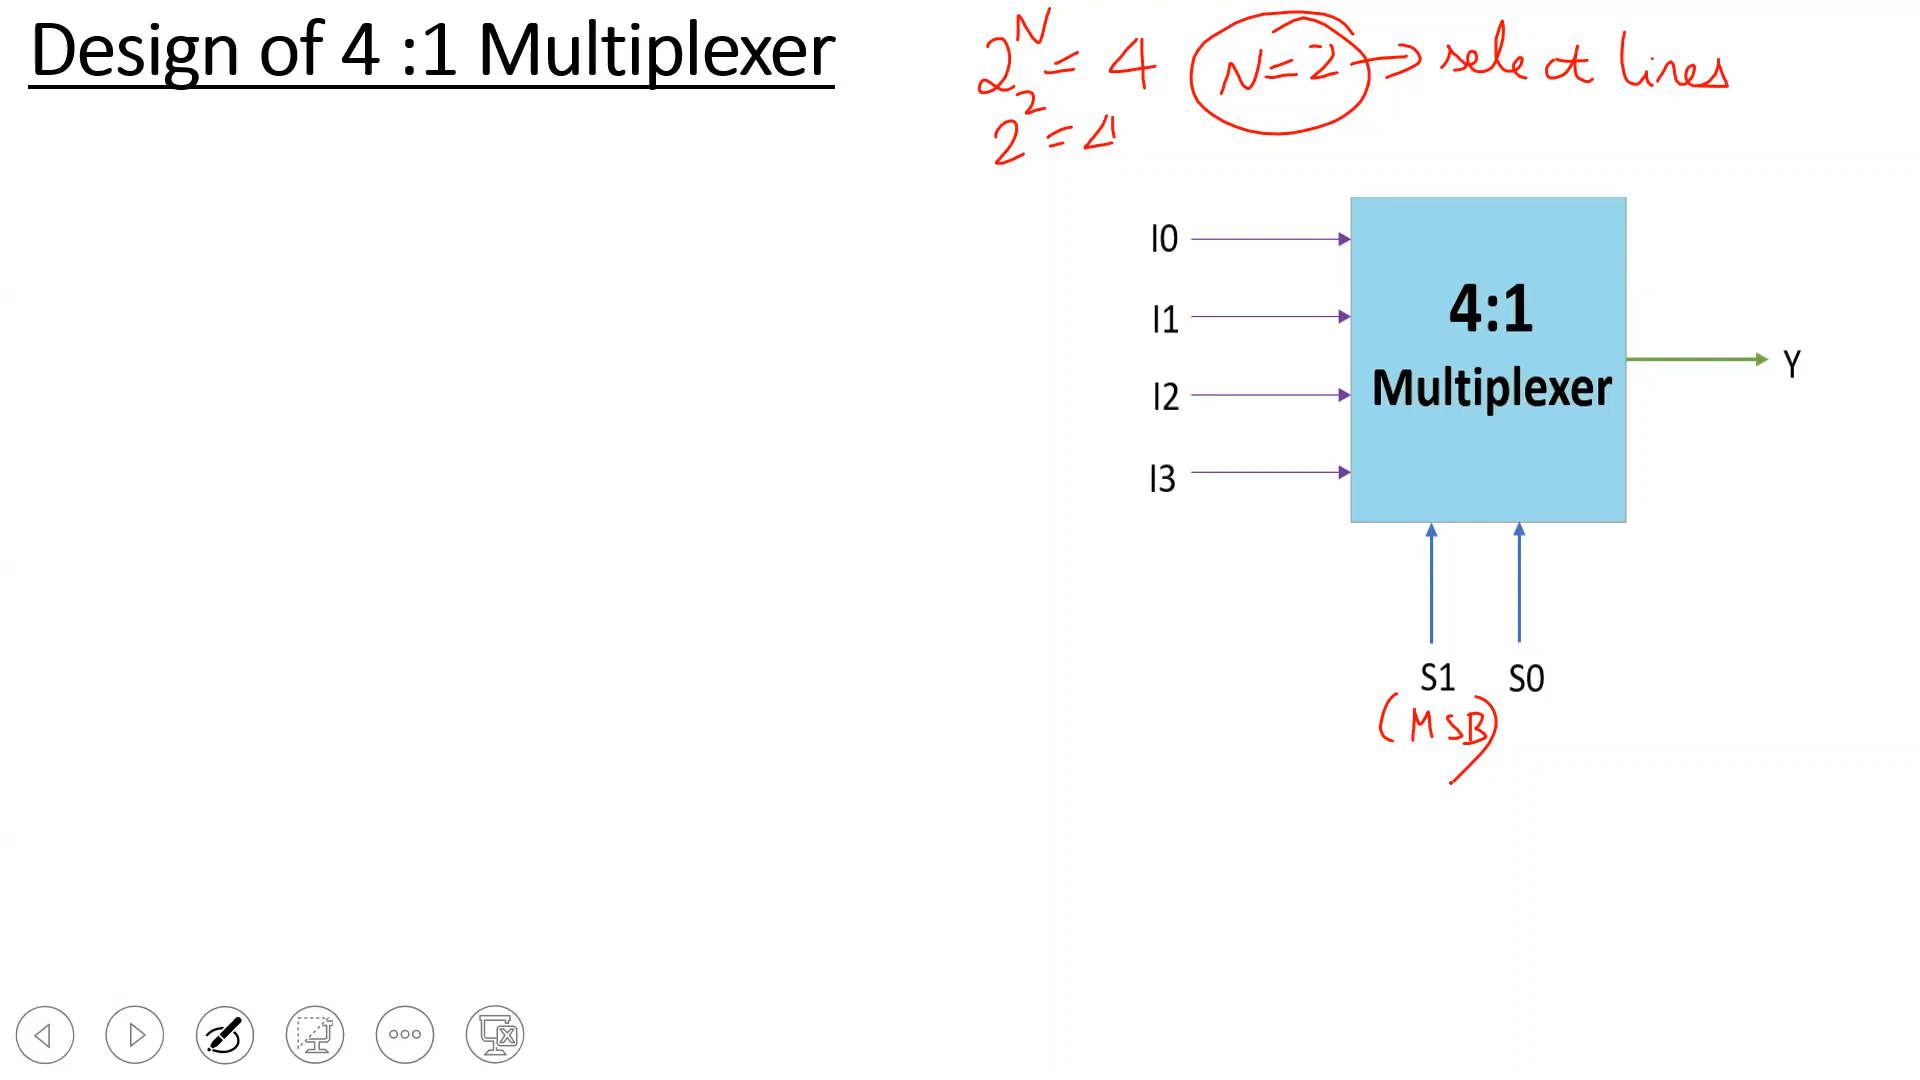 Design of 4 :1 Multiplexer
2^N = 4 N=2 → select lines
2^2 = 4
I0
4:1
I1
Y
Multiplexer
I2
I3
S1 S0
(MSB)